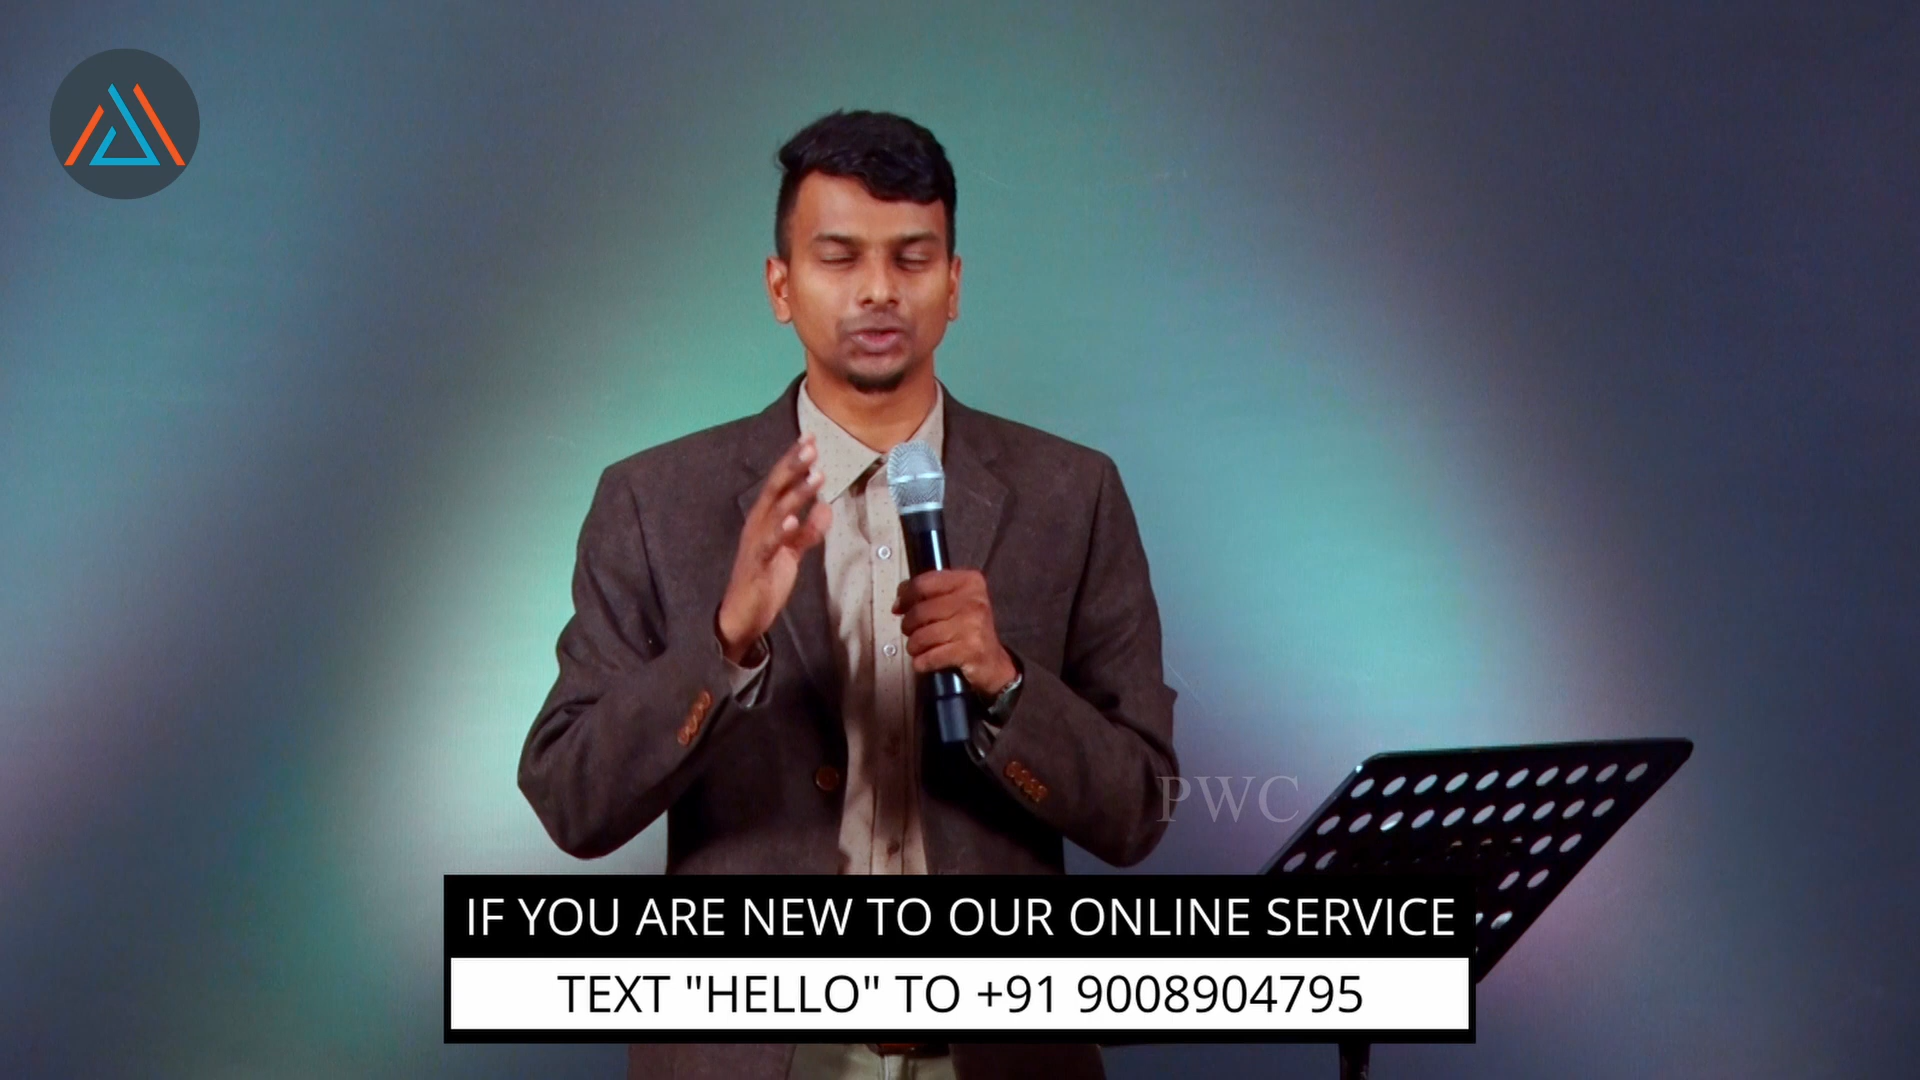 PWC
IF YOU ARE NEW TO OUR ONLINE SERVICE
TEXT "HELLO" TO +91 9008904795